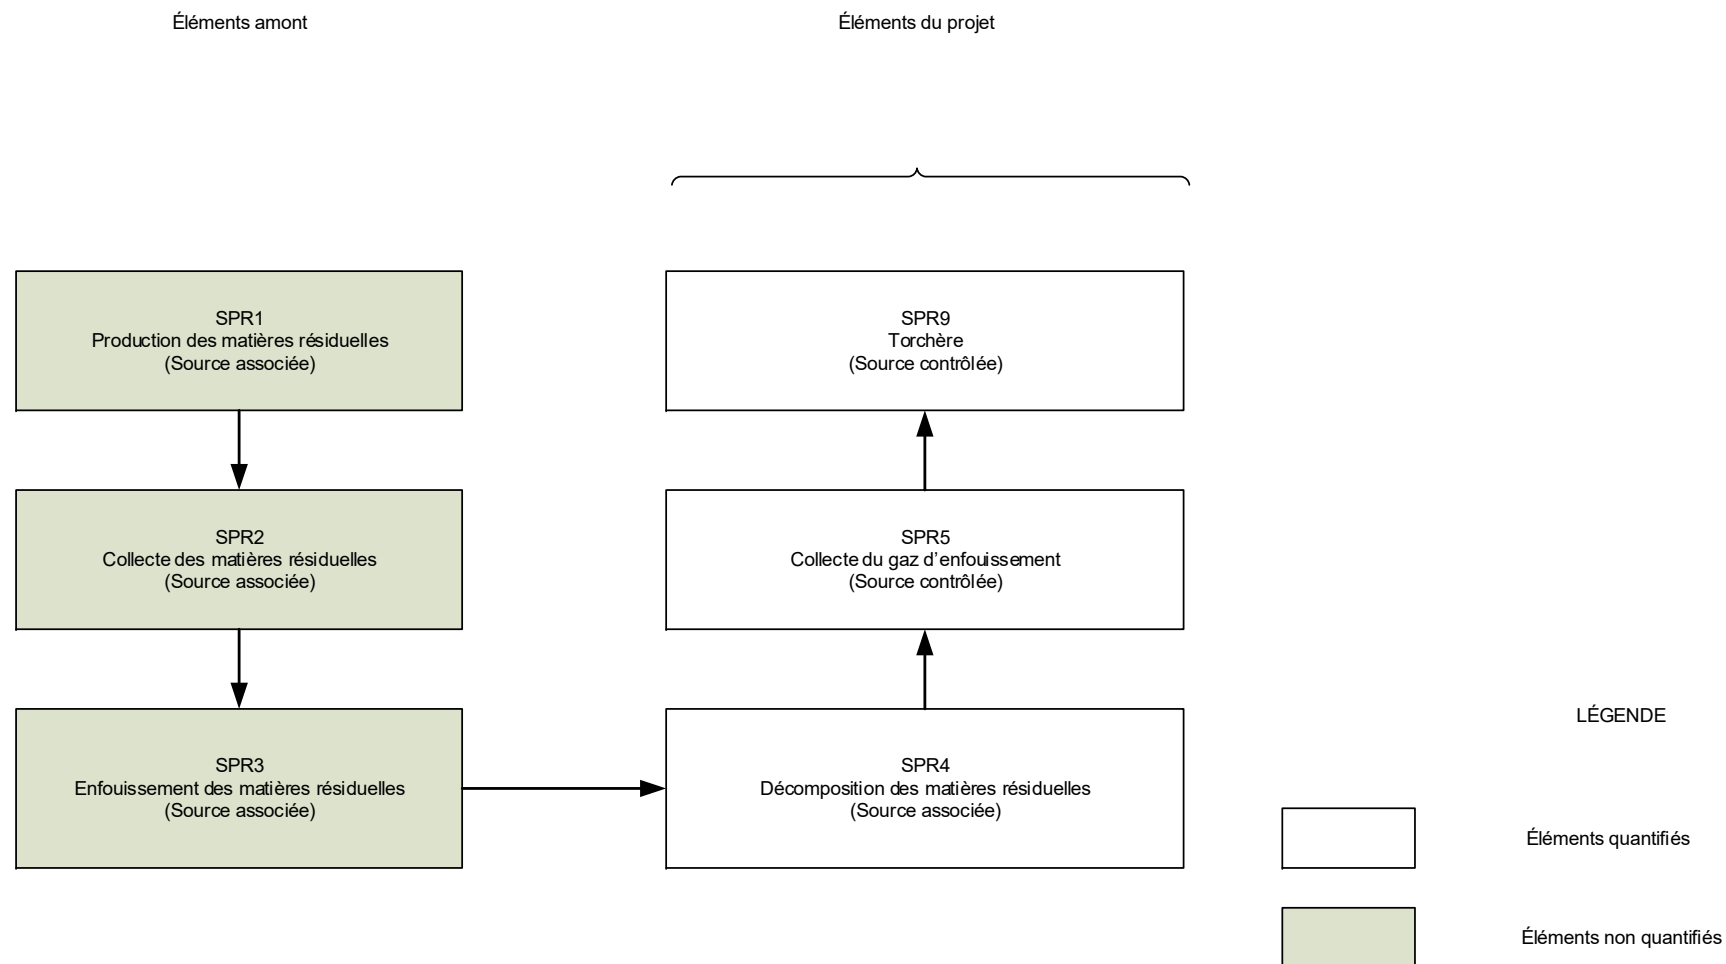 Éléments amont
Éléments du projet
SPR1
Production des matières résiduelles
(Source associée)
SPR2
Collecte des matières résiduelles
(Source associée)
SPR3
Enfouissement des matières résiduelles
(Source associée)
SPR9
Torchère
(Source contrôlée)
SPR5
Collecte du gaz d’enfouissement
(Source contrôlée)
SPR4
Décomposition des matières résiduelles
(Source associée)
LÉGENDE
Éléments quantifiés
Éléments non quantifiés